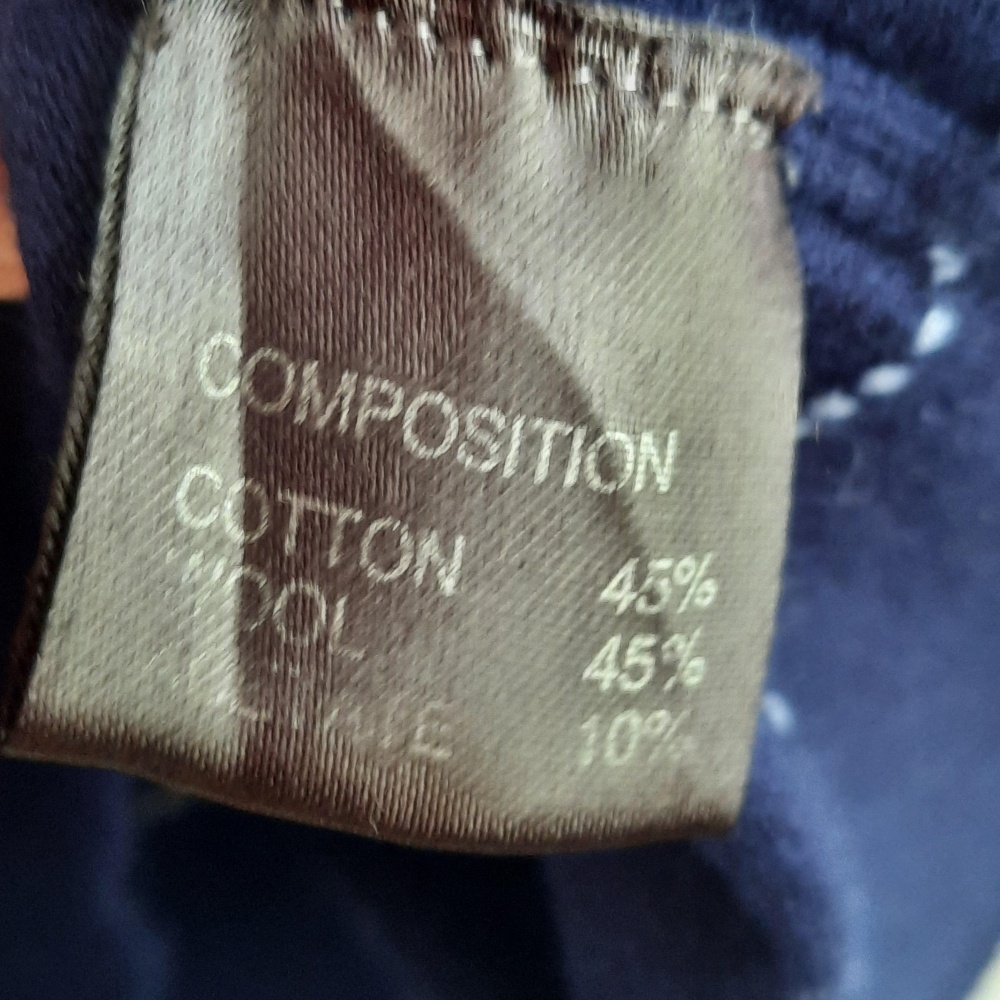 COMPOSITION
COTTON 45%
WOOL 45%
10%